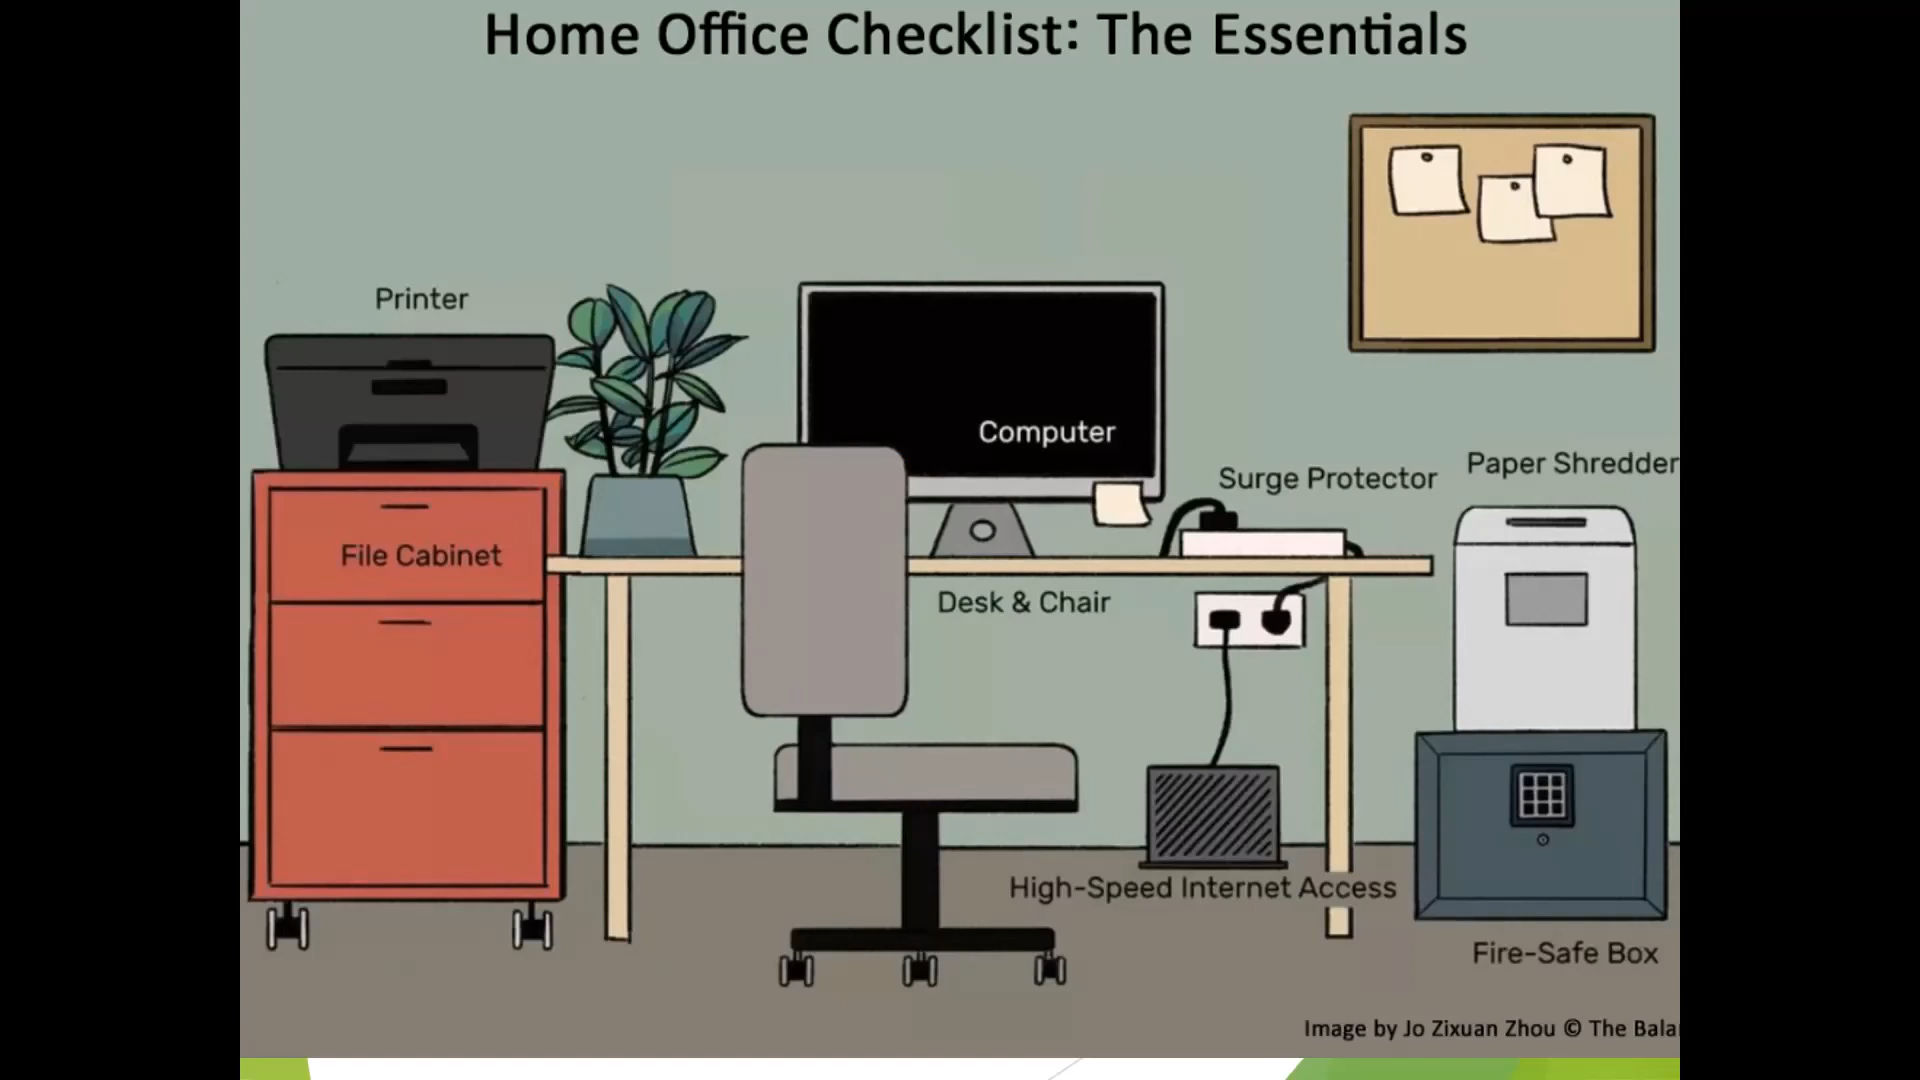 Home Office Checklist: The Essentials
Printer
Computer
Surge Protector
Paper Shredder
File Cabinet
Desk & Chair
High-Speed Internet Access
Fire-Safe Box
Image by Jo Zixuan Zhou © The Bala